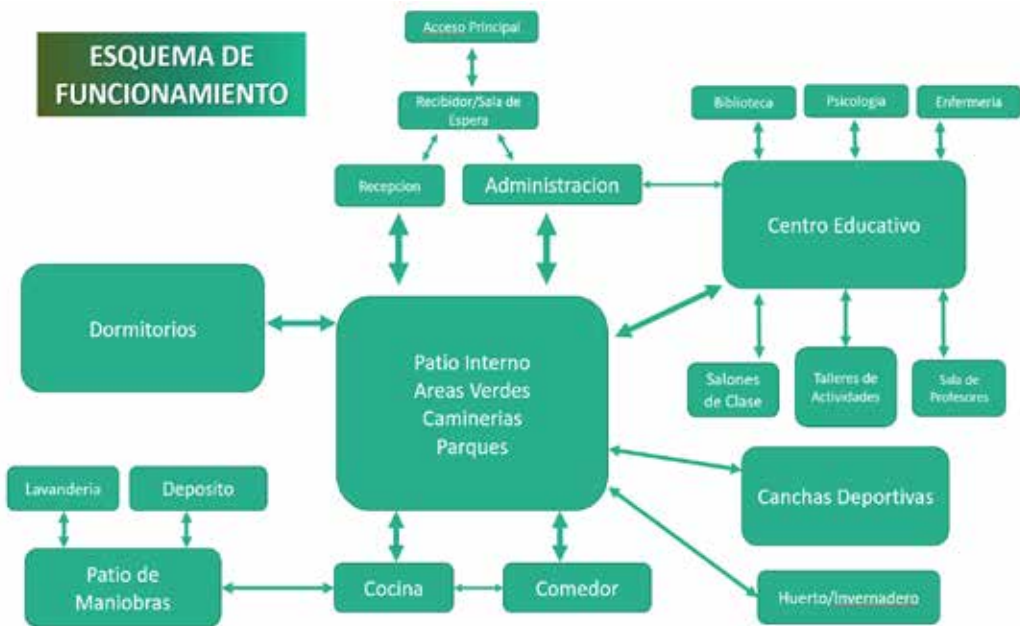 ESQUEMA DE
FUNCIONAMIENTO
Acceso Principal
Recibidor/Sala de
Espera
Recepcion
Administracion
Biblioteca
Psicologia
Enfermeria
Centro Educativo
Salones
de Clase
Talleres de
Actividades
Sala de
Profesores
Dormitorios
Patio Interno
Areas Verdes
Caminerias
Parques
Canchas Deportivas
Huerto/Invernadero
Lavanderia
Deposito
Patio de
Maniobras
Cocina
Comedor